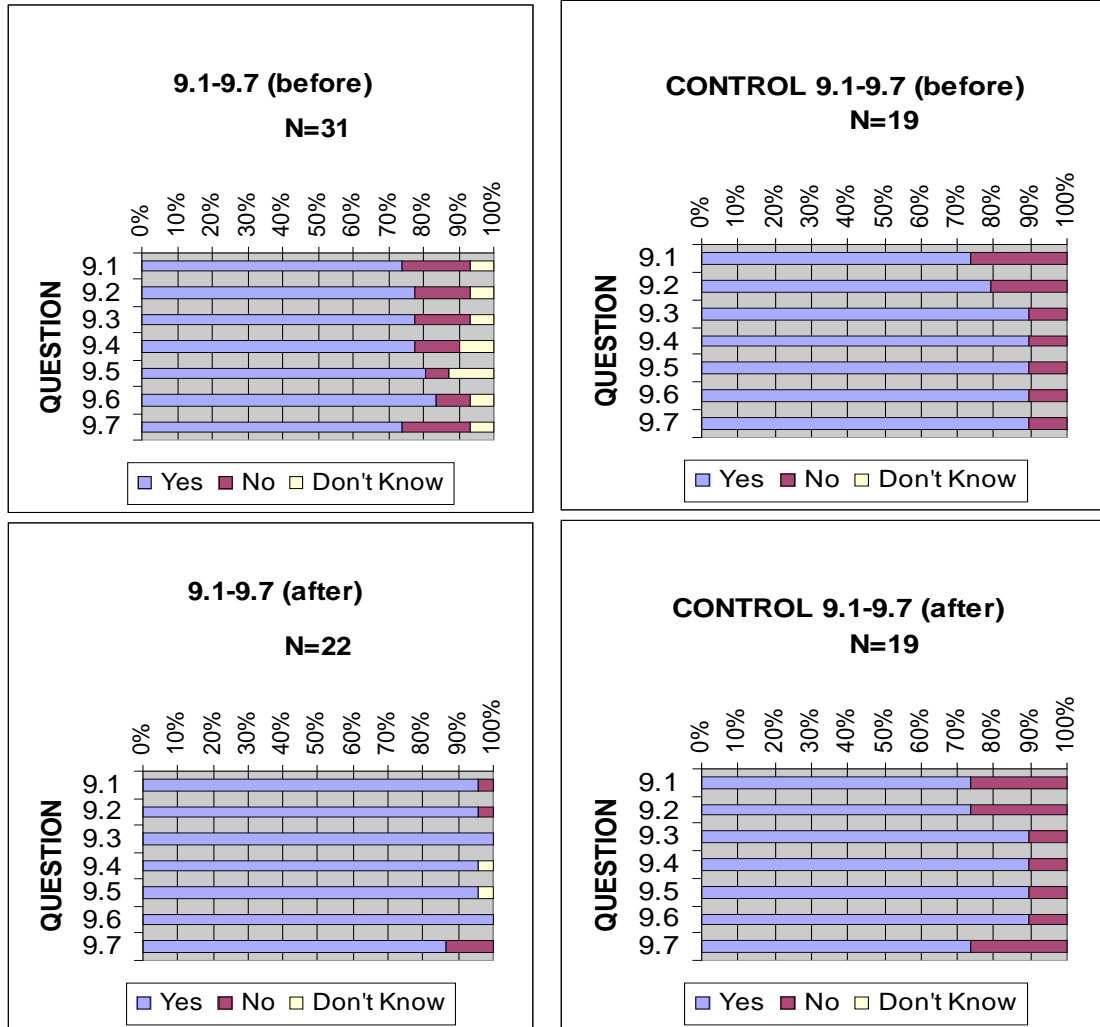 9.1-9.7 (before)
N=31
0% 10% 20% 30% 40% 50% 60% 70% 80% 90% 100%
QUESTION
9.1
9.2
9.3
9.4
9.5
9.6
9.7
Yes No Don't Know
CONTROL 9.1-9.7 (before)
N=19
0% 10% 20% 30% 40% 50% 60% 70% 80% 90% 100%
QUESTION
9.1
9.2
9.3
9.4
9.5
9.6
9.7
Yes No Don't Know
9.1-9.7 (after)
N=22
0% 10% 20% 30% 40% 50% 60% 70% 80% 90% 100%
QUESTION
9.1
9.2
9.3
9.4
9.5
9.6
9.7
Yes No Don't Know
CONTROL 9.1-9.7 (after)
N=19
0% 10% 20% 30% 40% 50% 60% 70% 80% 90% 100%
QUESTION
9.1
9.2
9.3
9.4
9.5
9.6
9.7
Yes No Don't Know